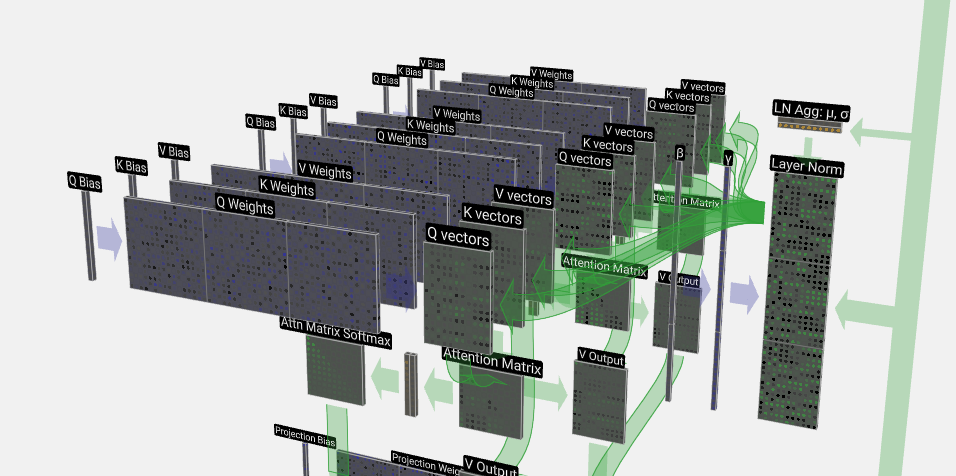 V Bias
K Bias
Q Bias
V Weights
K Weights
Q Weights
V vectors
K vectors
Q vectors
LN Agg: μ, σ
V Bias
K Bias
Q Bias
V Weights
K Weights
Q Weights
V vectors
K vectors
Q vectors
β
γ
Layer Norm
V Bias
K Bias
Q Bias
V Weights
K Weights
Q Weights
V vectors
K vectors
Q vectors
Attention Matrix
Attention Matrix
V Output
Attn Matrix Softmax
Attention Matrix
V Output
Projection Bias
V Output